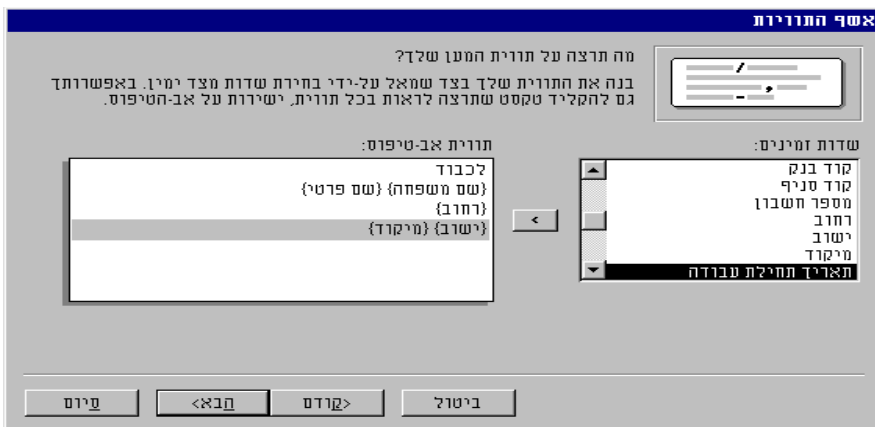 אשף התוויות
מה תרצה על תווית המען שלך?
בנה את התווית שלך בצד שמאל על-ידי בחירת שדות מצד ימין. באפשרותך
גם להקליד טקסט שתרצה לראות בכל תווית, ישירות על אב-הטיפוס.
שדות זמינים:
קוד בנק
קוד סניף
מספר חשבון
רחוב
ישוב
מיקוד
תאריך תחילת עבודה
תווית אב-טיפוס:
לכבוד
{שם משפחה} {שם פרטי}
{רחוב}
{ישוב} {מיקוד}
ביטול
<קודם
הבא>
סיום